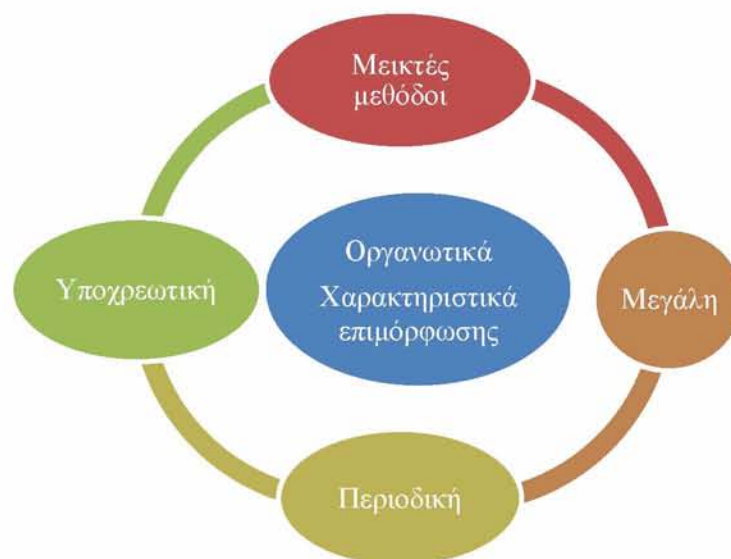 Μεικτές
μεθόδοι
Οργανωτικά
Χαρακτηριστικά
επιμόρφωσης
Υποχρεωτική
Μεγάλη
Περιοδική